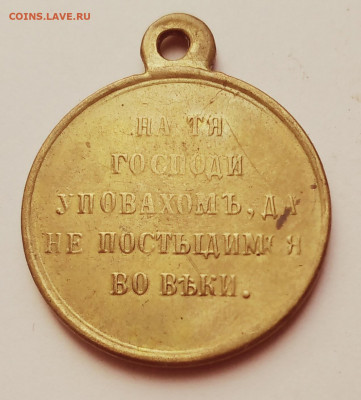 COINS.LAVE.RU
НА ТЯ
ГОСПОДИ
УПОВАХОМЪ, ДА
НЕ ПОСТЫДИМСЯ
ВО ВѢКИ.